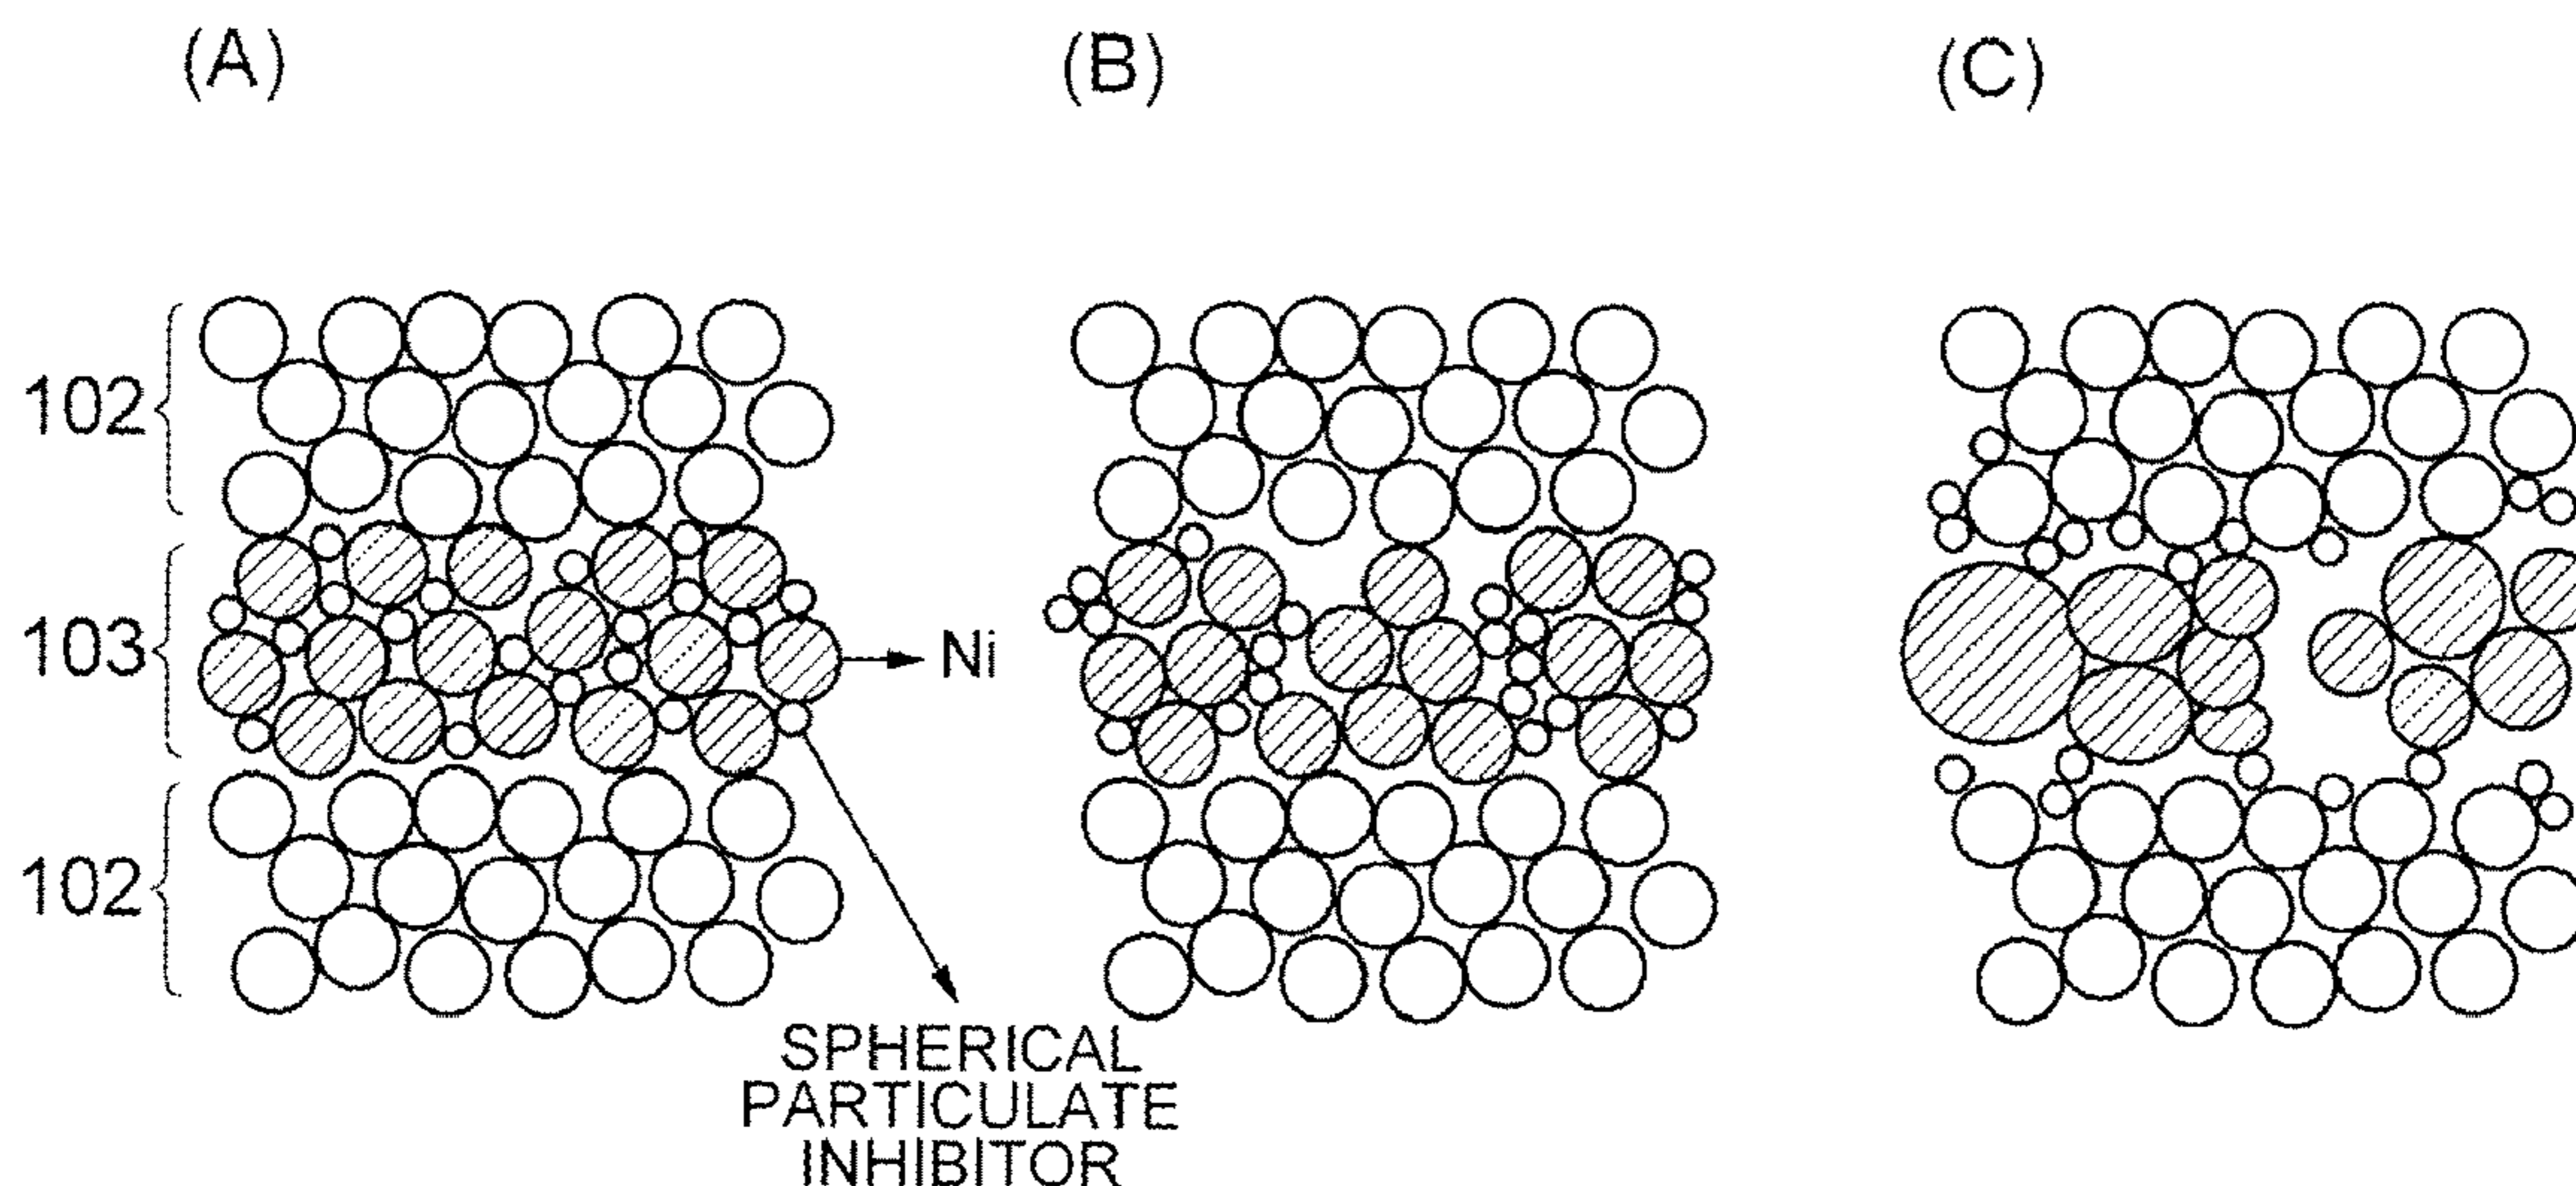 (A)
(B)
(C)
102
103
Ni
102
SPHERICAL
PARTICULATE
INHIBITOR